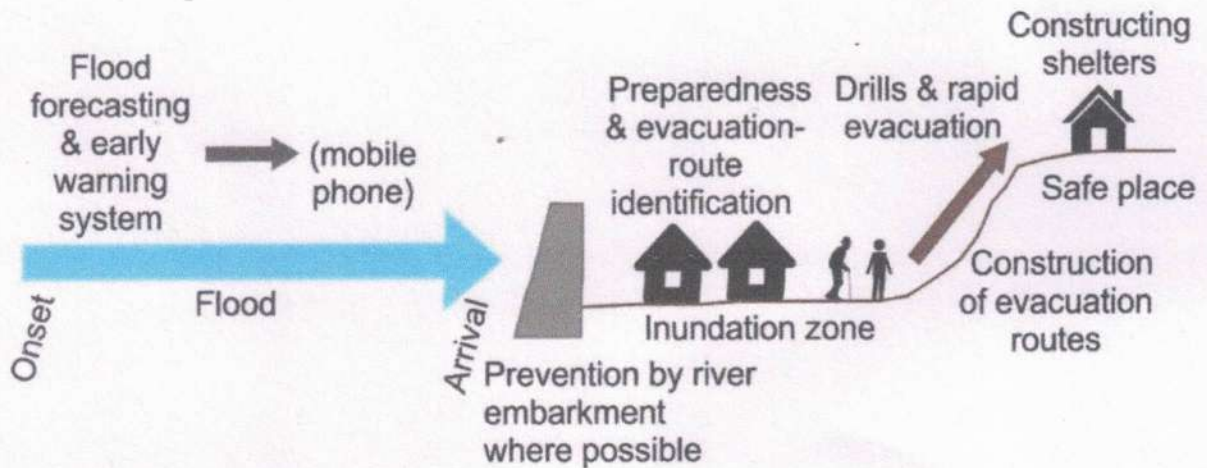 Flood
forecasting
& early
warning
system
(mobile
phone)
Flood
Onset
Arrival
Prevention by river
embarkment
where possible
Preparedness
& evacuation-
route
identification
Inundation zone
Drills & rapid
evacuation
Constructing
shelters
Safe place
Construction
of evacuation
routes